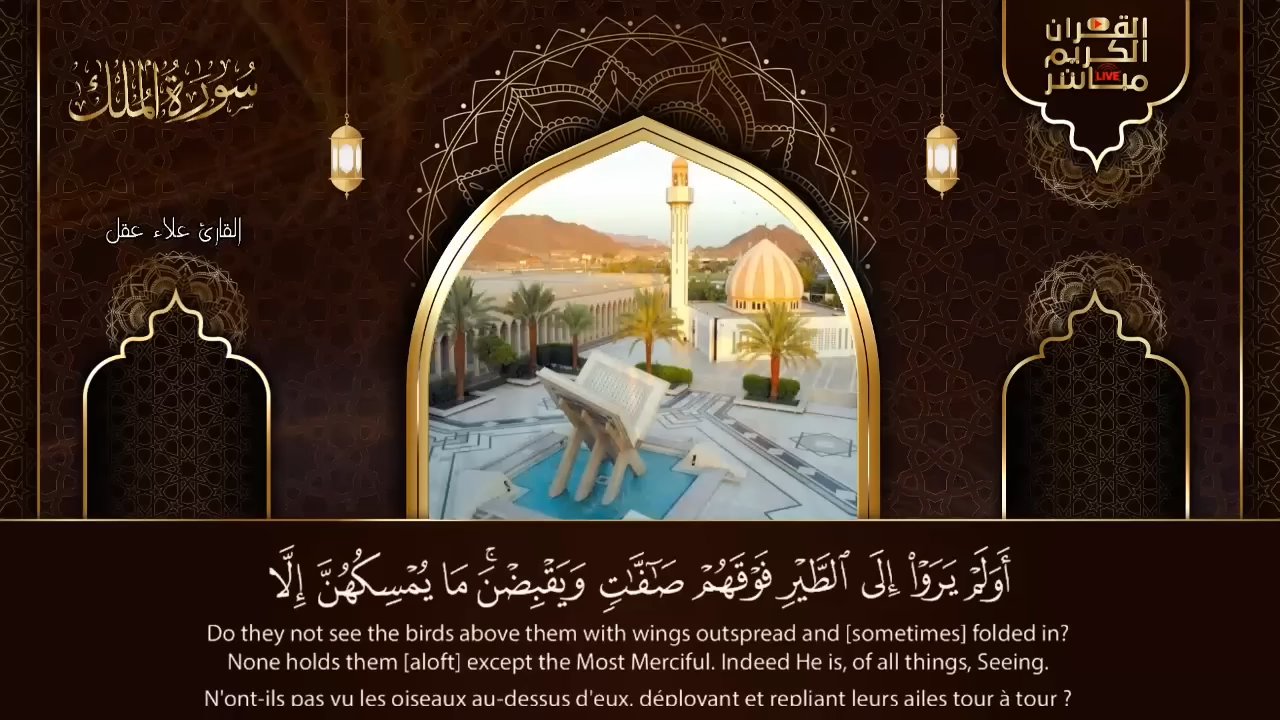 سُورَةُ المُلْك
القرآن
الكريم
مباشر
LIVE
القارئ علاء عقل
أَوَلَمْ يَرَوْا۟ إِلَى ٱلطَّيْرِ فَوْقَهُمْ صَـٰٓفَّـٰتٍ وَيَقْبِضْنَ ۚ مَا يُمْسِكُهُنَّ إِلَّا
Do they not see the birds above them with wings outspread and [sometimes] folded in?
None holds them [aloft] except the Most Merciful. Indeed He is, of all things, Seeing.
N'ont-ils pas vu les oiseaux au-dessus d'eux, déployant et repliant leurs ailes tour à tour ?